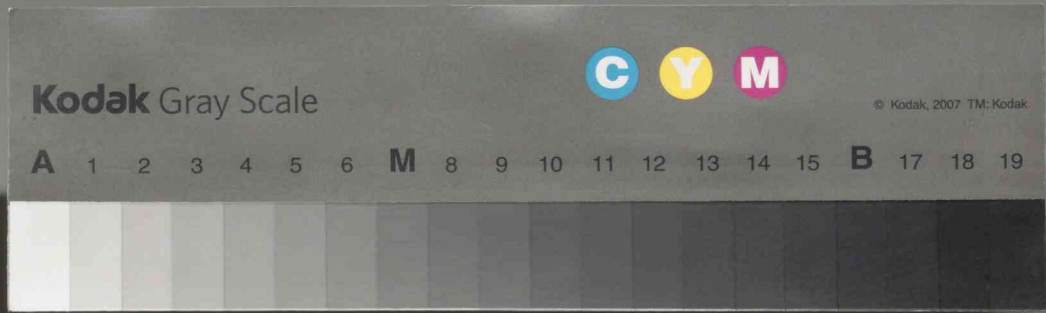 C Y M
Kodak Gray Scale
© Kodak, 2007 TM: Kodak
A 1 2 3 4 5 6 M 8 9 10 11 12 13 14 15 B 17 18 19